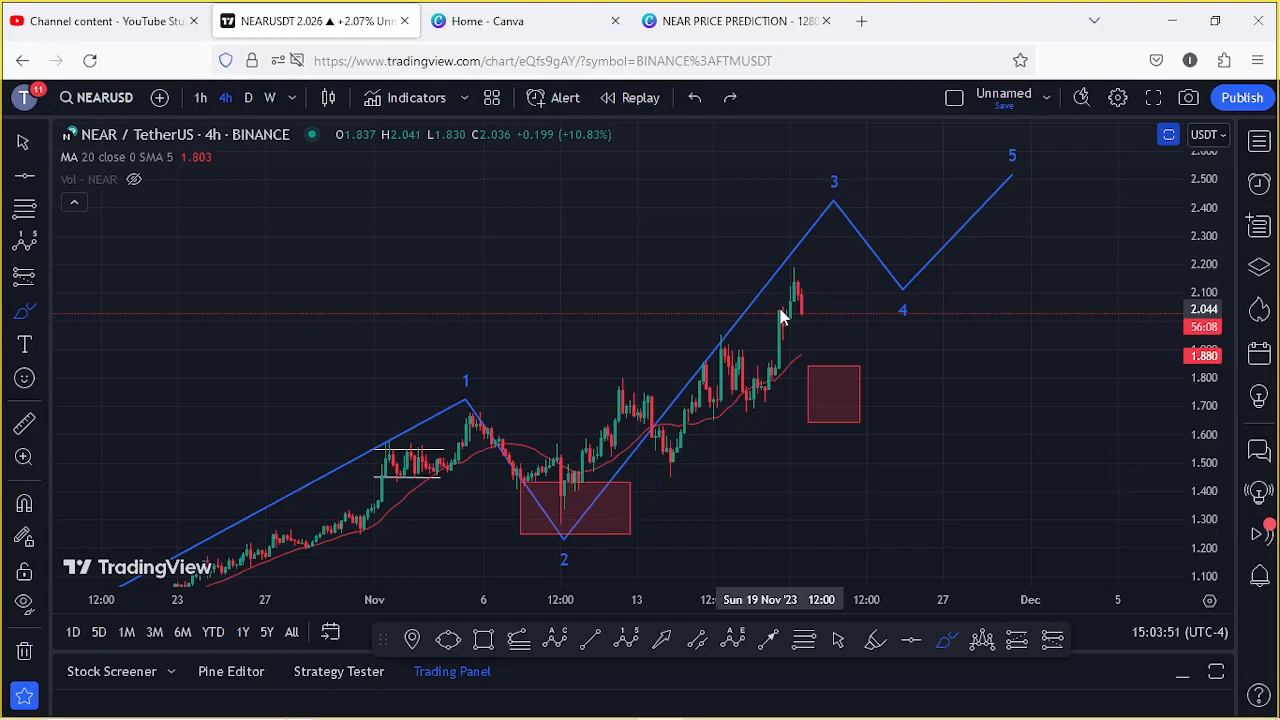 Channel content - YouTube Stu
NEARUSDT 2.026 ▲ +2.07% Unn
Home - Canva
NEAR PRICE PREDICTION - 1280
https://www.tradingview.com/chart/eQfs9gAY/?symbol=BINANCE%3AFTMUSDT
T 11 NEARUSD 1h 4h D W Indicators Alert Replay Unnamed Save Publish
NEAR / TetherUS · 4h · BINANCE O1.837 H2.041 L1.830 C2.036 +0.199 (+10.83%) USDT
MA 20 close 0 SMA 5 1.803
Vol - NEAR
5
2.500
3
2.400
2.300
2.200
2.100
4
2.044
56:08
1.880
1.800
1
1.700
1.600
1.500
1.400
1.300
1.200
2
1.100
TradingView
12:00 23 27 Nov 6 12:00 13 Sun 19 Nov '23 12:00 12:00 27 Dec 5
1D 5D 1M 3M 6M YTD 1Y 5Y All 15:03:51 (UTC-4)
Stock Screener Pine Editor Strategy Tester Trading Panel